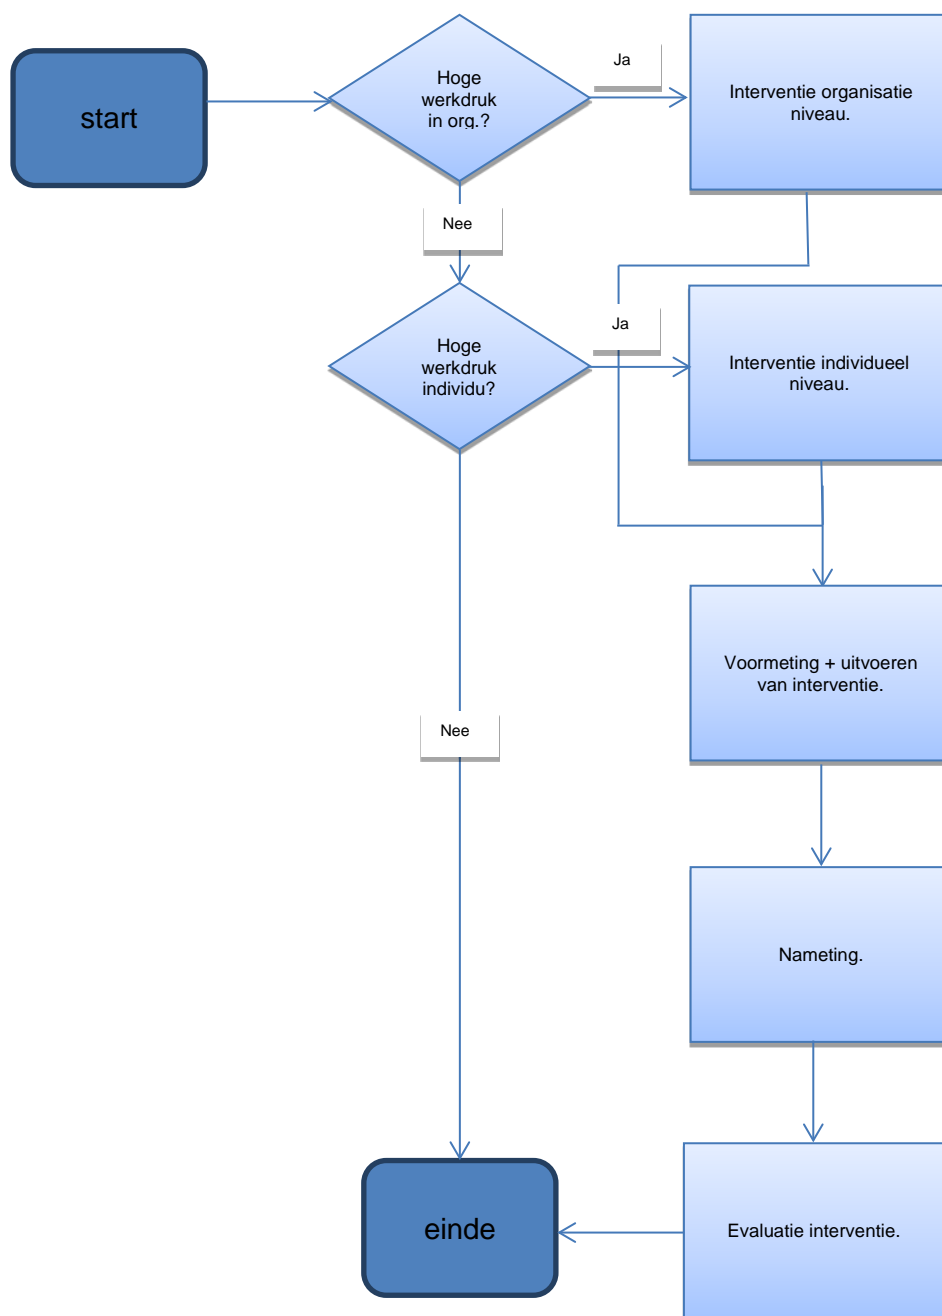 start
Hoge
werkdruk
in org.?
Ja
Interventie organisatie
niveau.
Nee
Hoge
werkdruk
individu?
Ja
Interventie individueel
niveau.
Voormeting + uitvoeren
van interventie.
Nee
Nameting.
einde
Evaluatie interventie.